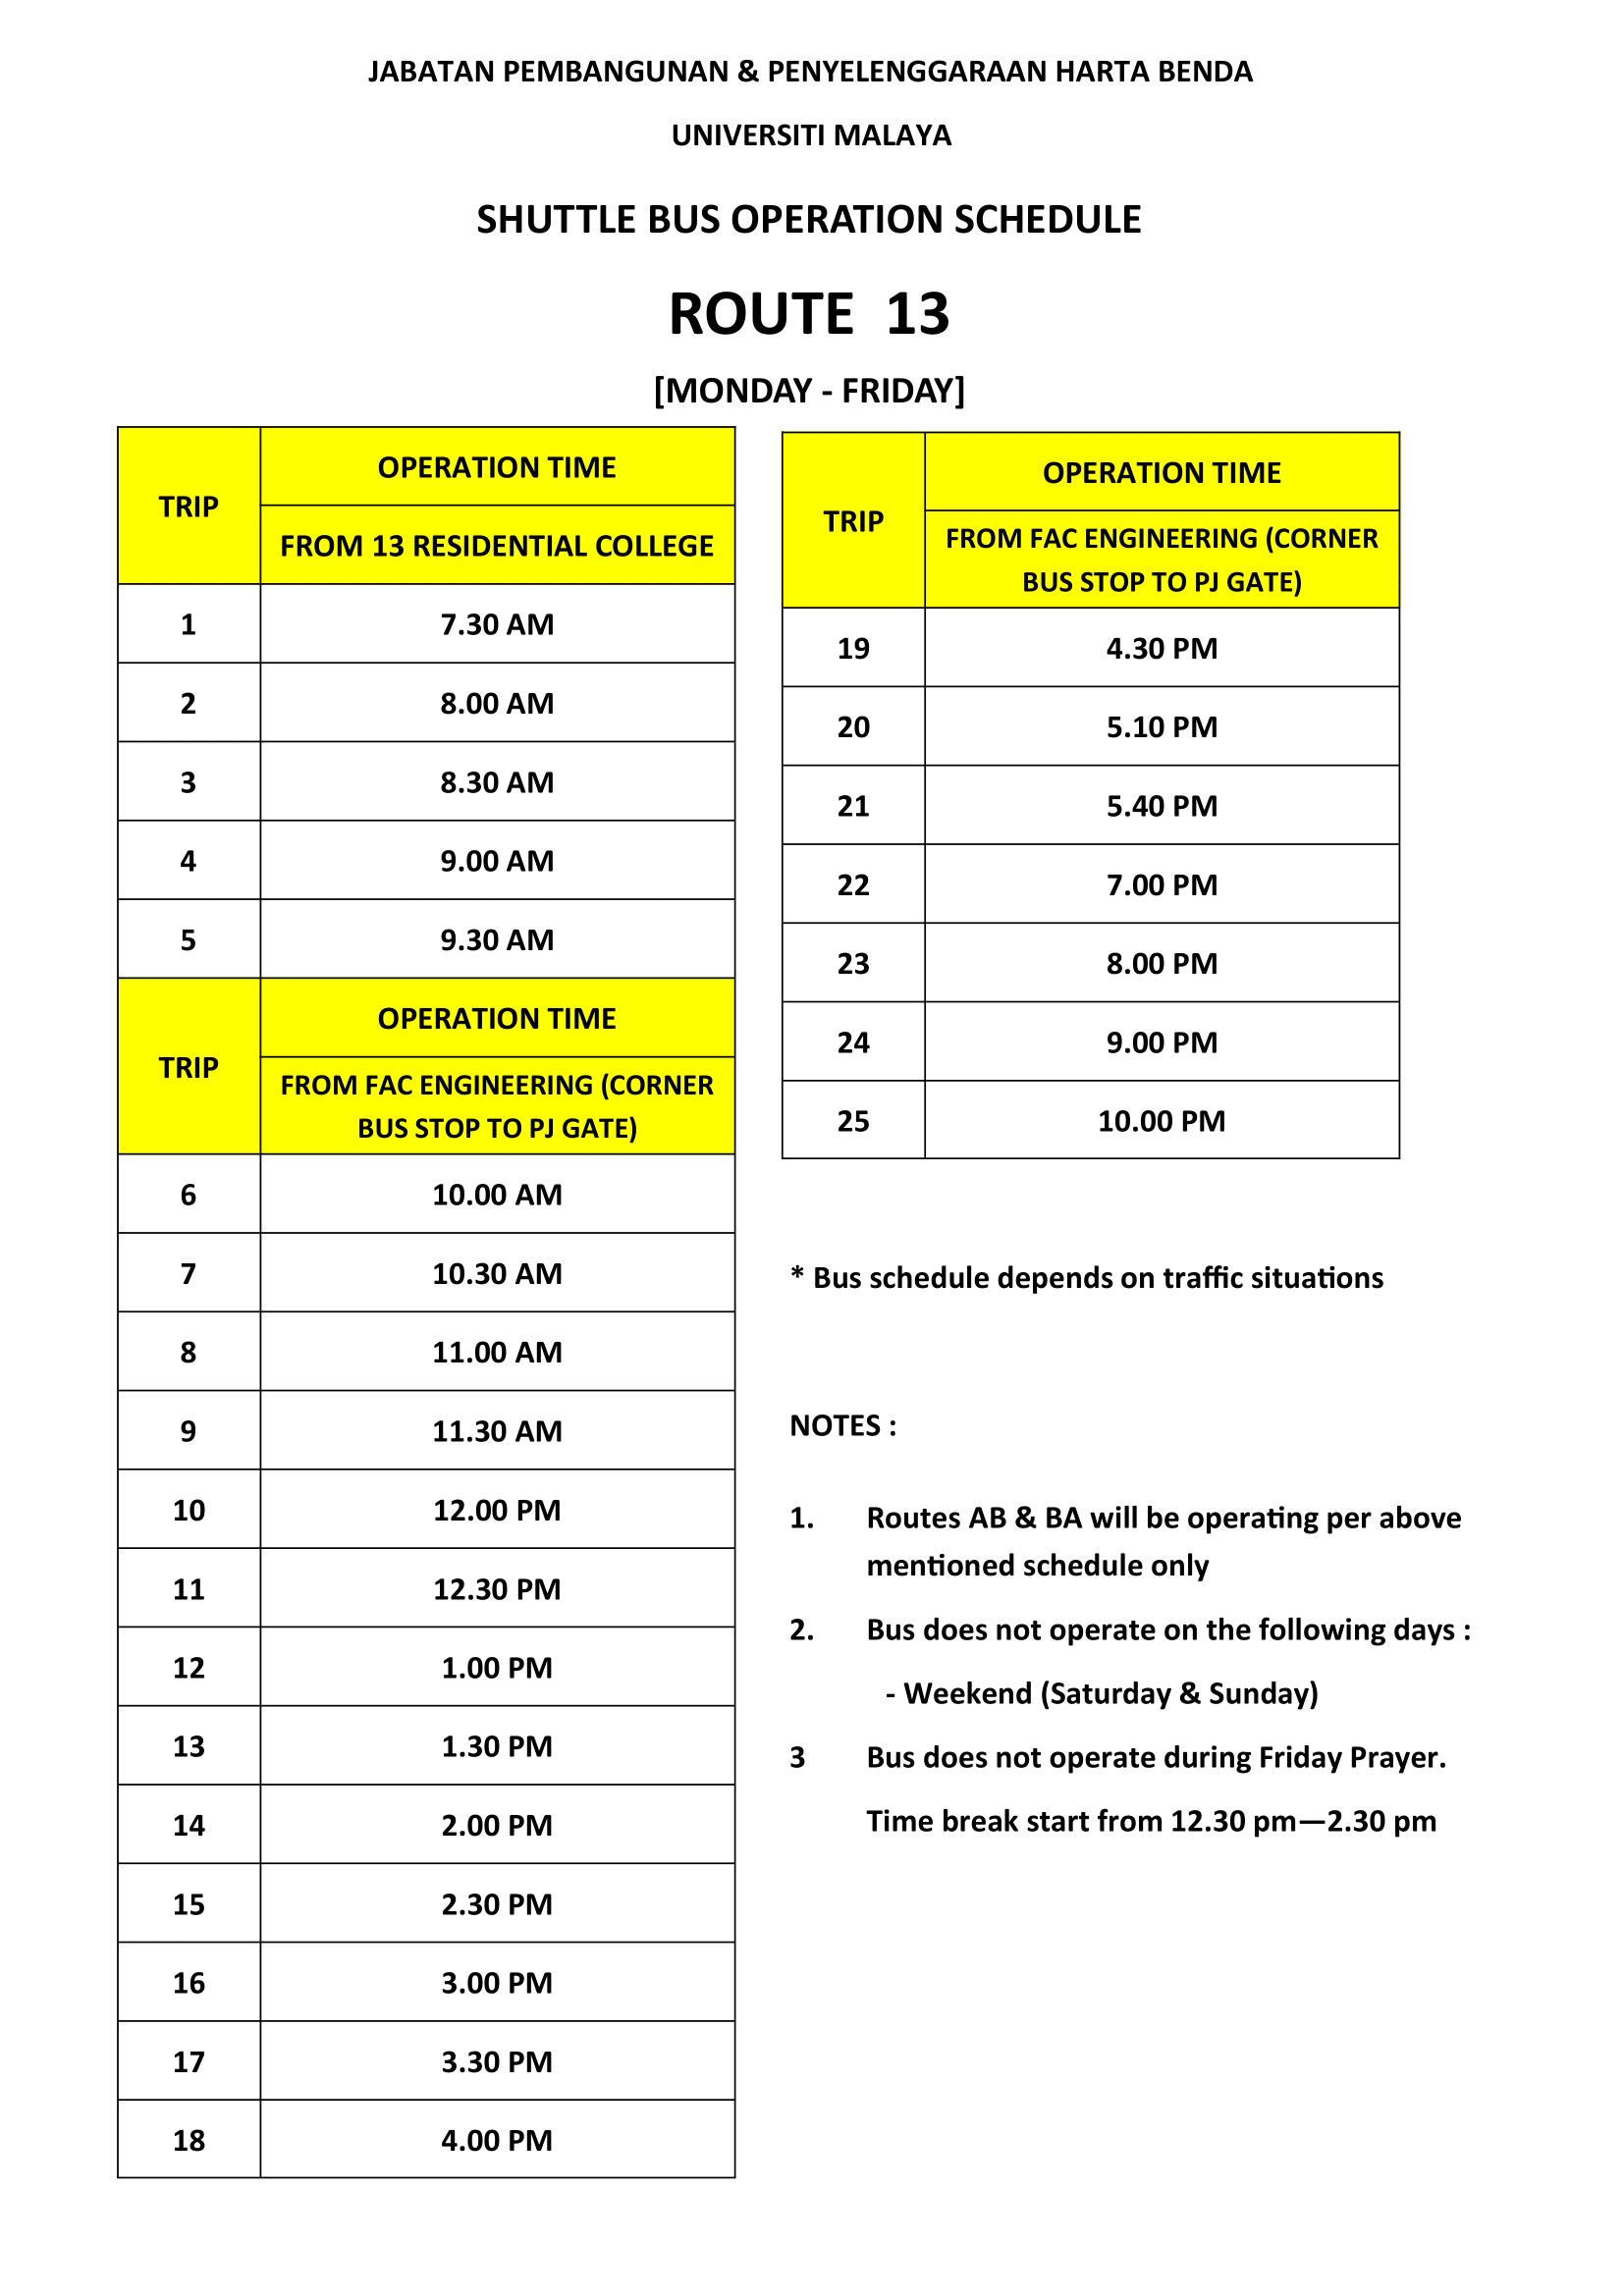 JABATAN PEMBANGUNAN & PENYELENGGARAAN HARTA BENDA
UNIVERSITI MALAYA
SHUTTLE BUS OPERATION SCHEDULE
ROUTE 13
[MONDAY - FRIDAY]
TRIP
OPERATION TIME
FROM 13 RESIDENTIAL COLLEGE
1 7.30 AM
2 8.00 AM
3 8.30 AM
4 9.00 AM
5 9.30 AM
TRIP
OPERATION TIME
FROM FAC ENGINEERING (CORNER
BUS STOP TO PJ GATE)
6 10.00 AM
7 10.30 AM
8 11.00 AM
9 11.30 AM
10 12.00 PM
11 12.30 PM
12 1.00 PM
13 1.30 PM
14 2.00 PM
15 2.30 PM
16 3.00 PM
17 3.30 PM
18 4.00 PM
TRIP
OPERATION TIME
FROM FAC ENGINEERING (CORNER
BUS STOP TO PJ GATE)
19 4.30 PM
20 5.10 PM
21 5.40 PM
22 7.00 PM
23 8.00 PM
24 9.00 PM
25 10.00 PM
* Bus schedule depends on traffic situations
NOTES :
1. Routes AB & BA will be operating per above
mentioned schedule only
2. Bus does not operate on the following days :
- Weekend (Saturday & Sunday)
3 Bus does not operate during Friday Prayer.
Time break start from 12.30 pm—2.30 pm